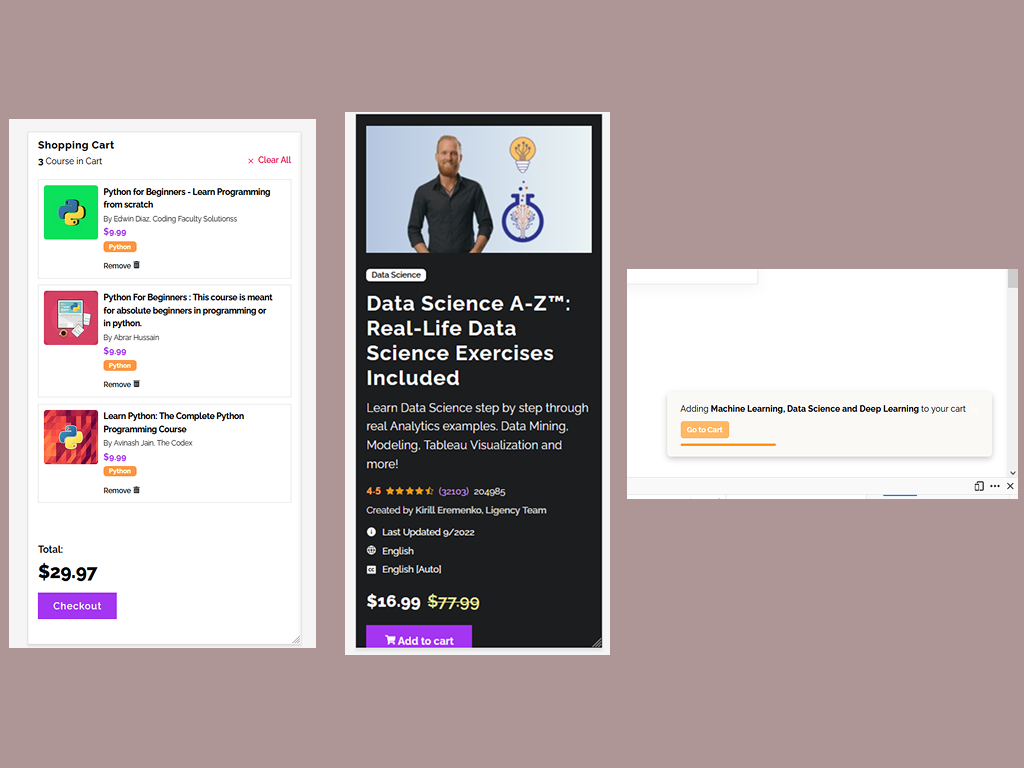 Shopping Cart
3 Course in Cart
× Clear All
Python for Beginners - Learn Programming
from scratch
By Edwin Diaz, Coding Faculty Solutionss
$9.99
Python
Remove
Python For Beginners : This course is meant
for absolute beginners in programming or
in python.
By Abrar Hussain
$9.99
Python
Remove
Learn Python: The Complete Python
Programming Course
By Avinash Jain, The Codex
$9.99
Python
Remove
Total:
$29.97
Checkout
Data Science
Data Science A-Z™:
Real-Life Data
Science Exercises
Included
Learn Data Science step by step through
real Analytics examples. Data Mining,
Modeling, Tableau Visualization and
more!
4.5 (32103) 204985
Created by Kirill Eremenko, Ligency Team
Last Updated 9/2022
English
English [Auto]
$16.99 $77.99
Add to cart
Adding Machine Learning, Data Science and Deep Learning to your cart
Go to Cart